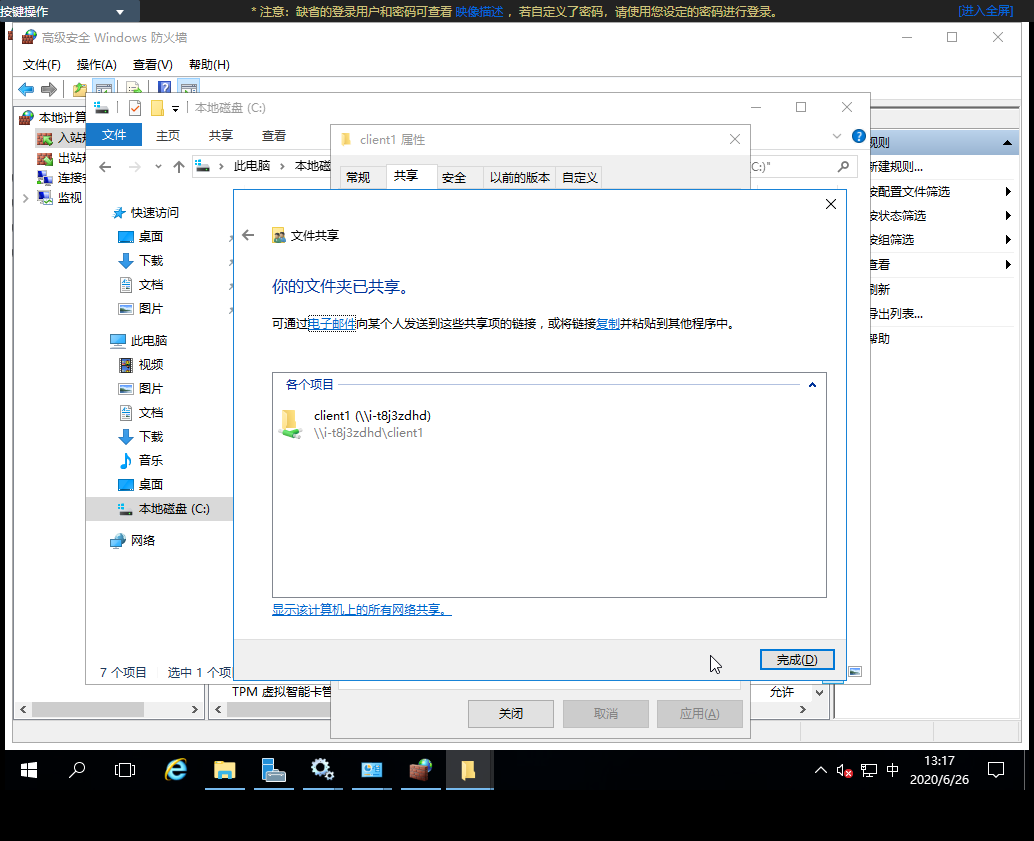 按键操作
* 注意：缺省的登录用户和密码可查看 映像描述，若自定义了密码，请使用您设定的密码进行登录。
[进入全屏]
高级安全 Windows 防火墙
文件(F) 操作(A) 查看(V) 帮助(H)
本地计算
入站规
出站规
连接安
监视
本地磁盘 (C:)
文件 主页 共享 查看
此电脑 本地磁
C:)"
快速访问
桌面
下载
文档
图片
此电脑
视频
图片
文档
下载
音乐
桌面
本地磁盘 (C:)
网络
7 个项目 选中 1 个项
client1 属性
常规 共享 安全 以前的版本 自定义
文件共享
你的文件夹已共享。
可通过电子邮件向某个人发送到这些共享项的链接，或将链接复制并粘贴到其他程序中。
各个项目
client1 (\\i-t8j3zdhd)
\\i-t8j3zdhd\client1
显示该计算机上的所有网络共享。
完成(D)
TPM 虚拟智能卡管
允许
关闭 取消 应用(A)
规则
新建规则...
按配置文件筛选
按状态筛选
按组筛选
查看
刷新
导出列表...
帮助
中
13:17
2020/6/26